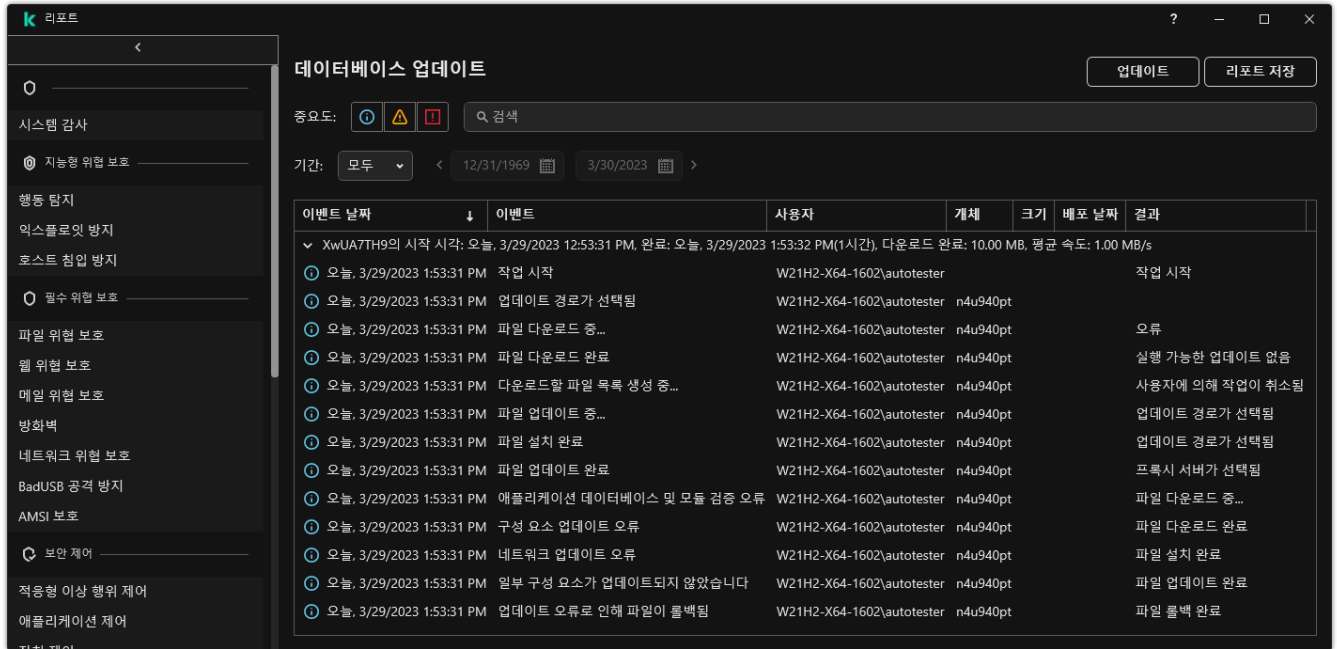 리포트
데이터베이스 업데이트
업데이트
리포트 저장
중요도:
검색
기간: 모두 12/31/1969 3/30/2023
시스템 감사
지능형 위협 보호
행동 탐지
익스플로잇 방지
호스트 침입 방지
필수 위협 보호
파일 위협 보호
웹 위협 보호
메일 위협 보호
방화벽
네트워크 위협 보호
BadUSB 공격 방지
AMSI 보호
보안 제어
적응형 이상 행위 제어
애플리케이션 제어
이벤트 날짜 ↓ 이벤트 사용자 개체 크기 배포 날짜 결과
XwUA7TH9의 시작 시각: 오늘, 3/29/2023 12:53:31 PM, 완료: 오늘, 3/29/2023 1:53:32 PM(1시간), 다운로드 완료: 10.00 MB, 평균 속도: 1.00 MB/s
오늘, 3/29/2023 1:53:31 PM 작업 시작 W21H2-X64-1602\autotester 작업 시작
오늘, 3/29/2023 1:53:31 PM 업데이트 경로가 선택됨 W21H2-X64-1602\autotester n4u940pt
오늘, 3/29/2023 1:53:31 PM 파일 다운로드 중... W21H2-X64-1602\autotester n4u940pt 오류
오늘, 3/29/2023 1:53:31 PM 파일 다운로드 완료 W21H2-X64-1602\autotester n4u940pt 실행 가능한 업데이트 없음
오늘, 3/29/2023 1:53:31 PM 다운로드할 파일 목록 생성 중... W21H2-X64-1602\autotester n4u940pt 사용자에 의해 작업이 취소됨
오늘, 3/29/2023 1:53:31 PM 파일 업데이트 중... W21H2-X64-1602\autotester n4u940pt 업데이트 경로가 선택됨
오늘, 3/29/2023 1:53:31 PM 파일 설치 완료 W21H2-X64-1602\autotester n4u940pt 업데이트 경로가 선택됨
오늘, 3/29/2023 1:53:31 PM 파일 업데이트 완료 W21H2-X64-1602\autotester n4u940pt 프록시 서버가 선택됨
오늘, 3/29/2023 1:53:31 PM 애플리케이션 데이터베이스 및 모듈 검증 오류 W21H2-X64-1602\autotester n4u940pt 파일 다운로드 중...
오늘, 3/29/2023 1:53:31 PM 구성 요소 업데이트 오류 W21H2-X64-1602\autotester n4u940pt 파일 다운로드 완료
오늘, 3/29/2023 1:53:31 PM 네트워크 업데이트 오류 W21H2-X64-1602\autotester n4u940pt 파일 설치 완료
오늘, 3/29/2023 1:53:31 PM 일부 구성 요소가 업데이트되지 않았습니다 W21H2-X64-1602\autotester n4u940pt 파일 업데이트 완료
오늘, 3/29/2023 1:53:31 PM 업데이트 오류로 인해 파일이 롤백됨 W21H2-X64-1602\autotester n4u940pt 파일 롤백 완료